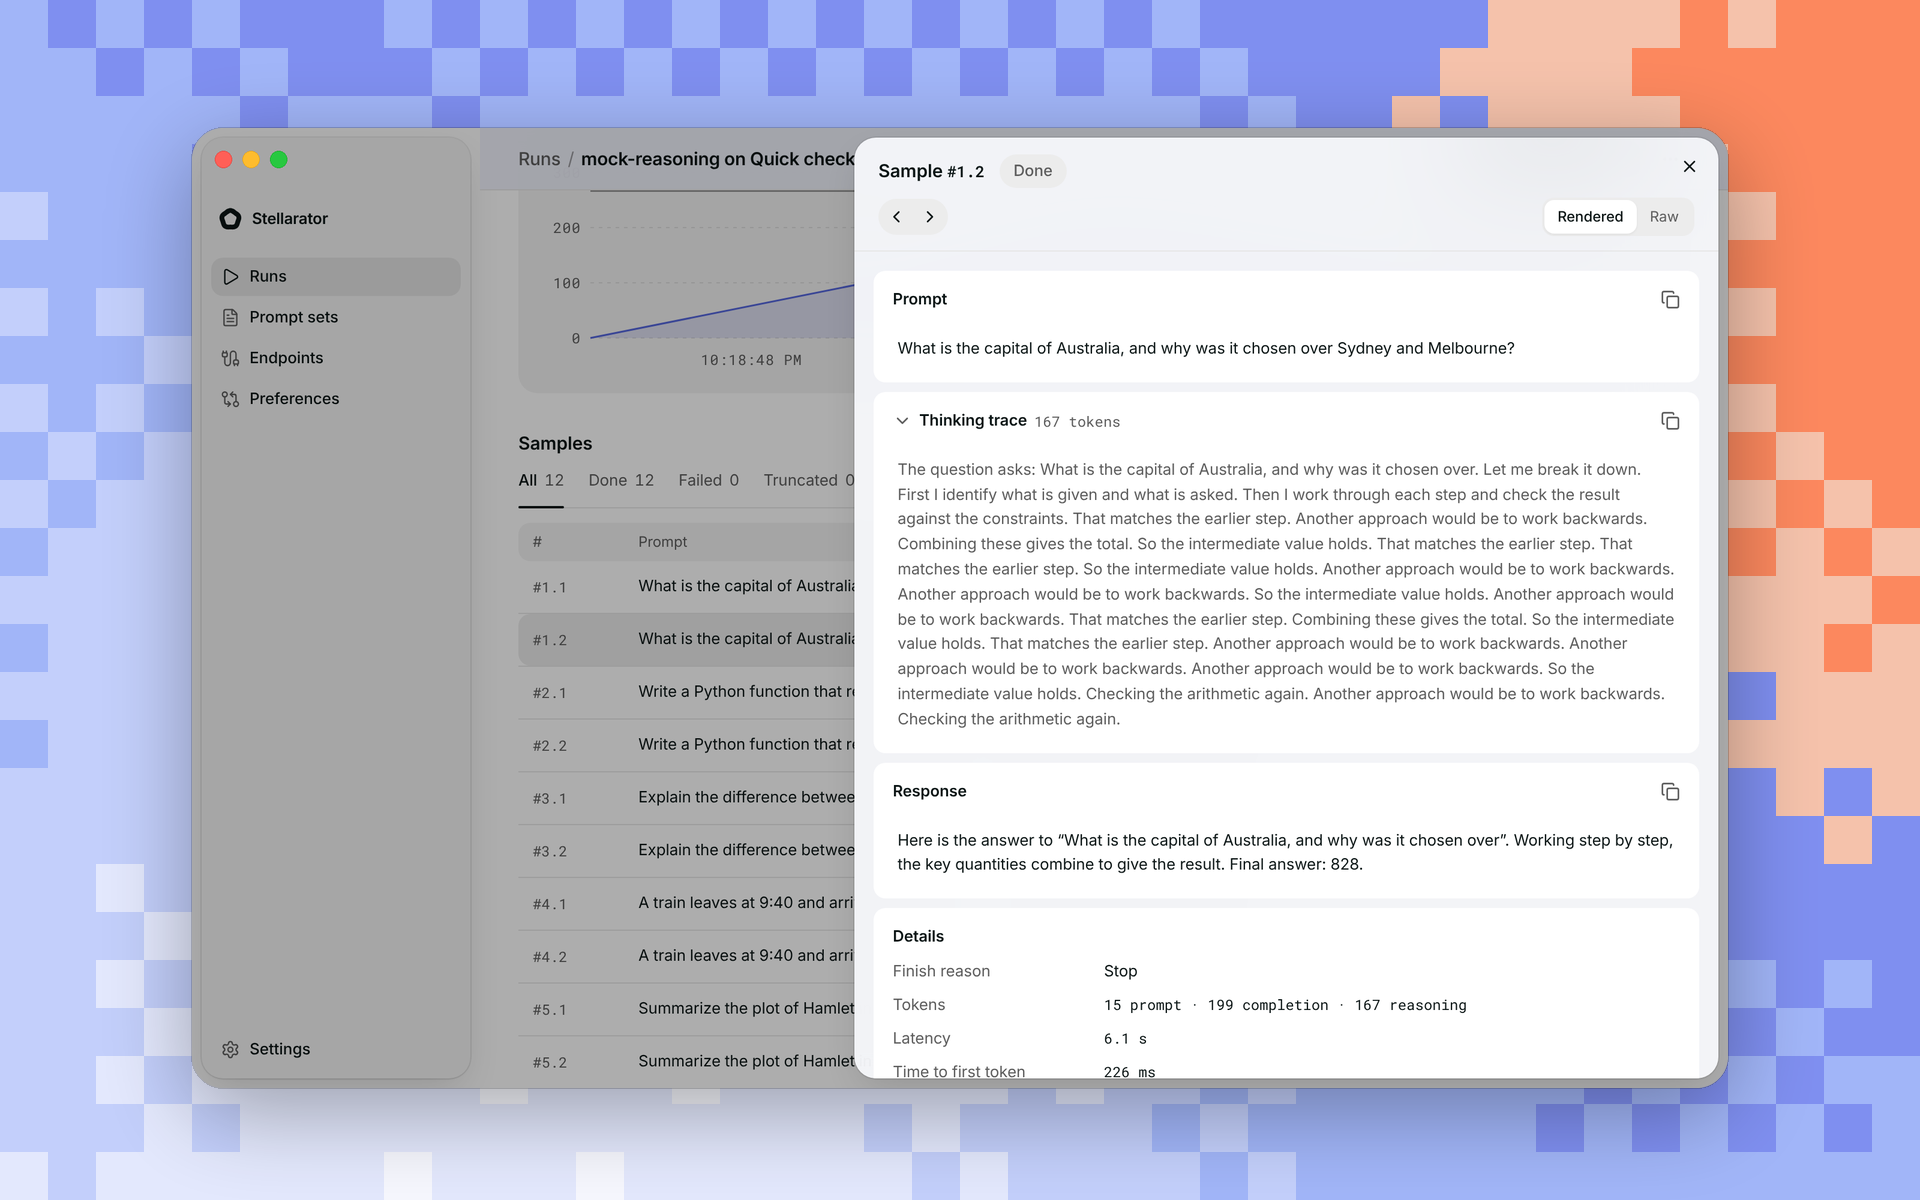 Stellarator
Runs
Prompt sets
Endpoints
Preferences
Settings
Runs / mock-reasoning on Quick check
200
100
0
10:18:48 PM
Samples
All 12 Done 12 Failed 0 Truncated 0
# Prompt
#1.1 What is the capital of Australia
#1.2 What is the capital of Australia
#2.1 Write a Python function that r
#2.2 Write a Python function that r
#3.1 Explain the difference betwee
#3.2 Explain the difference betwee
#4.1 A train leaves at 9:40 and arri
#4.2 A train leaves at 9:40 and arri
#5.1 Summarize the plot of Hamlet
#5.2 Summarize the plot of Hamlet
Sample #1.2 Done
Rendered Raw
Prompt
What is the capital of Australia, and why was it chosen over Sydney and Melbourne?
Thinking trace 167 tokens
The question asks: What is the capital of Australia, and why was it chosen over. Let me break it down.
First I identify what is given and what is asked. Then I work through each step and check the result
against the constraints. That matches the earlier step. Another approach would be to work backwards.
Combining these gives the total. So the intermediate value holds. That matches the earlier step. That
matches the earlier step. So the intermediate value holds. Another approach would be to work backwards.
Another approach would be to work backwards. So the intermediate value holds. Another approach would
be to work backwards. That matches the earlier step. Combining these gives the total. So the intermediate
value holds. That matches the earlier step. Another approach would be to work backwards. Another
approach would be to work backwards. Another approach would be to work backwards. So the
intermediate value holds. Checking the arithmetic again. Another approach would be to work backwards.
Checking the arithmetic again.
Response
Here is the answer to “What is the capital of Australia, and why was it chosen over”. Working step by step,
the key quantities combine to give the result. Final answer: 828.
Details
Finish reason Stop
Tokens 15 prompt · 199 completion · 167 reasoning
Latency 6.1 s
Time to first token 226 ms